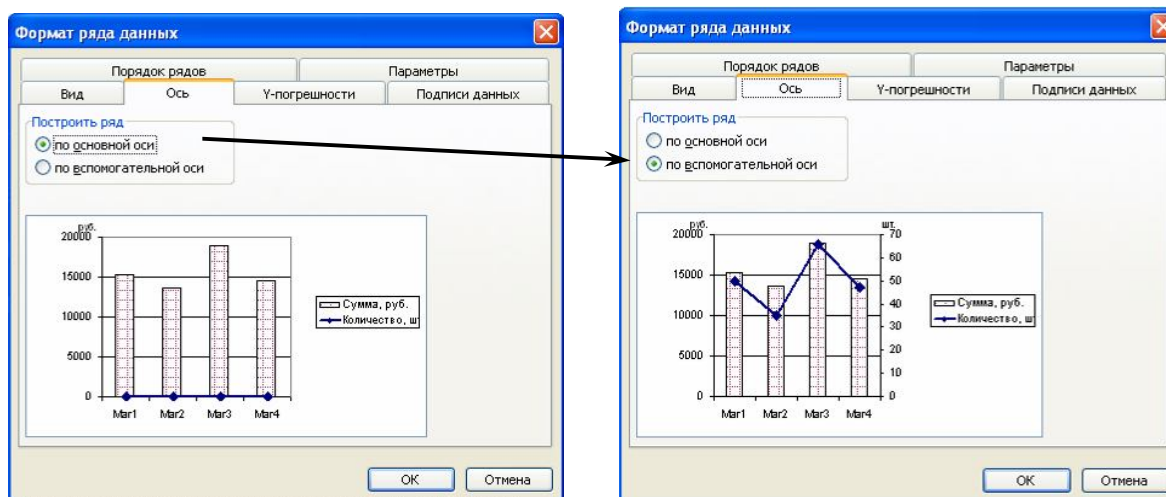 Формат ряда данных
Порядок рядов Параметры
Вид Ось Y-погрешности Подписи данных
Построить ряд
по основной оси
по вспомогательной оси
руб.
20000
15000
10000
5000
0
Маг1 Маг2 Маг3 Маг4
Сумма, руб.
Количество, шт
OK Отмена
Формат ряда данных
Порядок рядов Параметры
Вид Ось Y-погрешности Подписи данных
Построить ряд
по основной оси
по вспомогательной оси
руб. шт.
20000
15000
10000
5000
0
70
60
50
40
30
20
10
0
Маг1 Маг2 Маг3 Маг4
Сумма, руб.
Количество, шт
OK Отмена